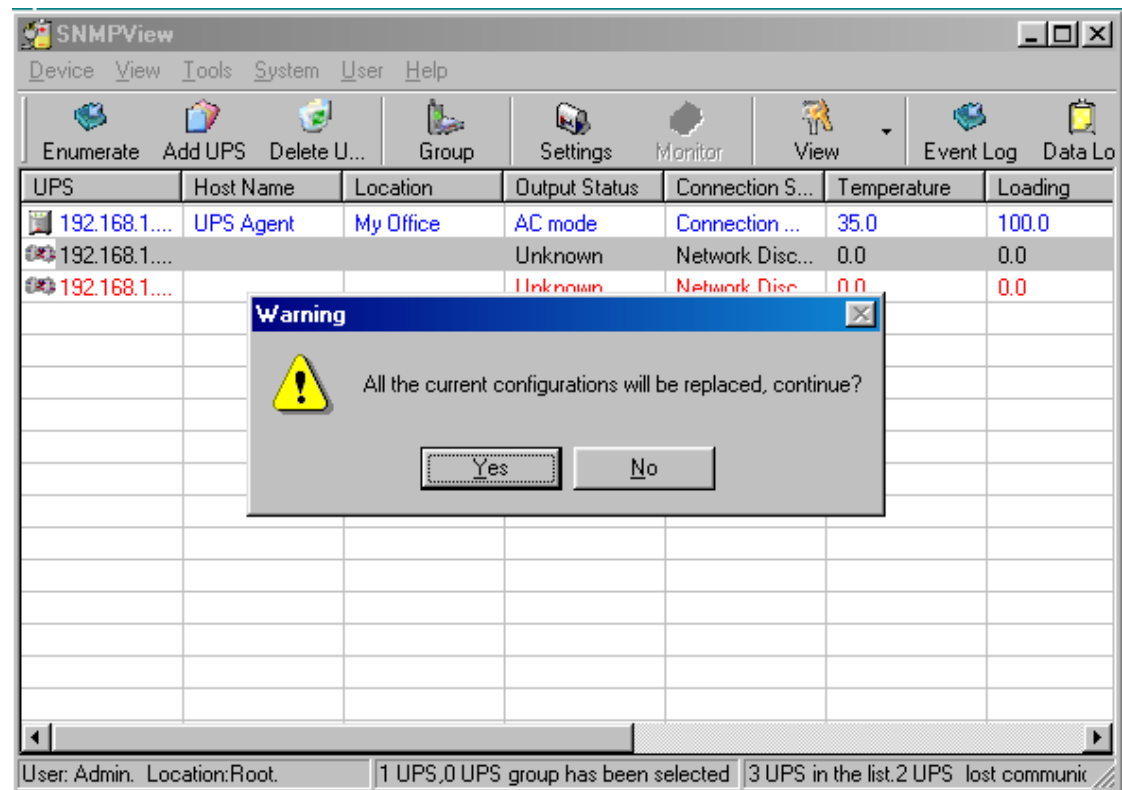 SNMPView
Device View Tools System User Help
Enumerate Add UPS Delete U... Group Settings Monitor View Event Log Data Lo
UPS Host Name Location Output Status Connection S... Temperature Loading
192.168.1.... UPS Agent My Office AC mode Connection ... 35.0 100.0
192.168.1.... Unknown Network Disc... 0.0 0.0
192.168.1.... Unknown Network Disc 0.0 0.0
Warning
All the current configurations will be replaced, continue?
Yes No
User: Admin. Location:Root. 1 UPS,0 UPS group has been selected 3 UPS in the list.2 UPS lost communic